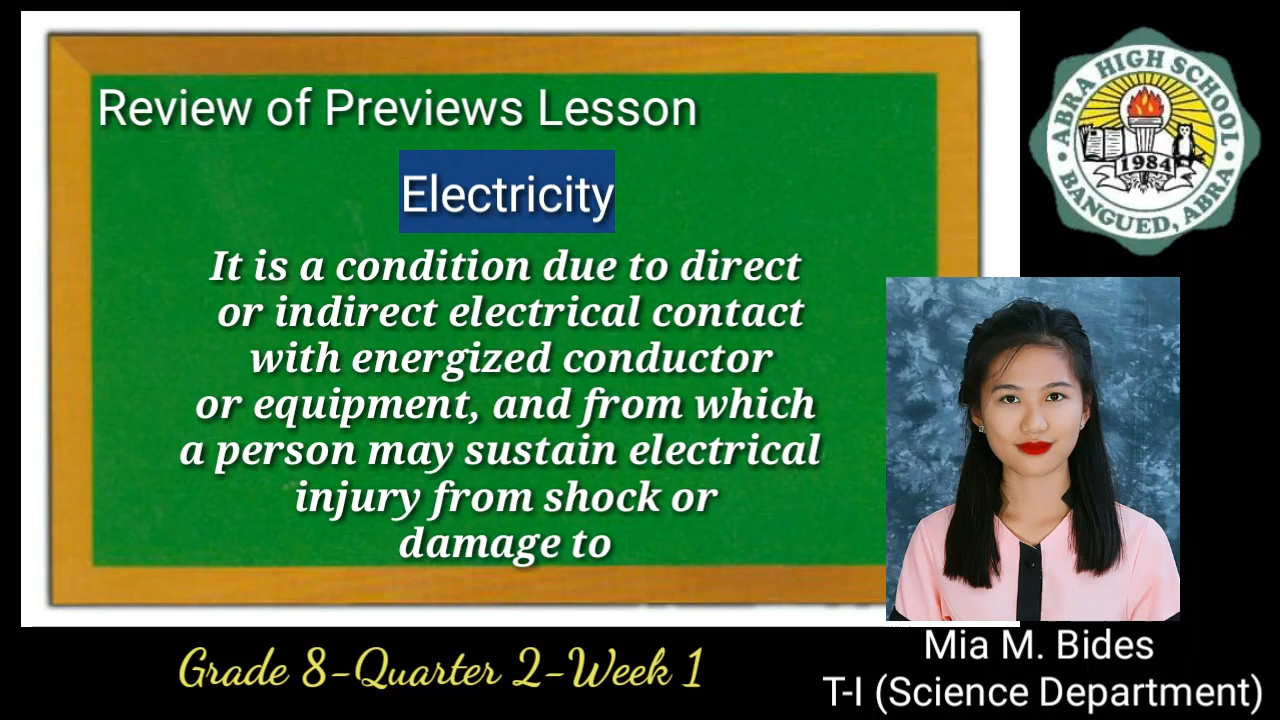 Review of Previews Lesson
Electricity
It is a condition due to direct
or indirect electrical contact
with energized conductor
or equipment, and from which
a person may sustain electrical
injury from shock or
damage to
ABRA HIGH SCHOOL
1984
BANGUED, ABRA
Mia M. Bides
T-I (Science Department)
Grade 8-Quarter 2-Week 1